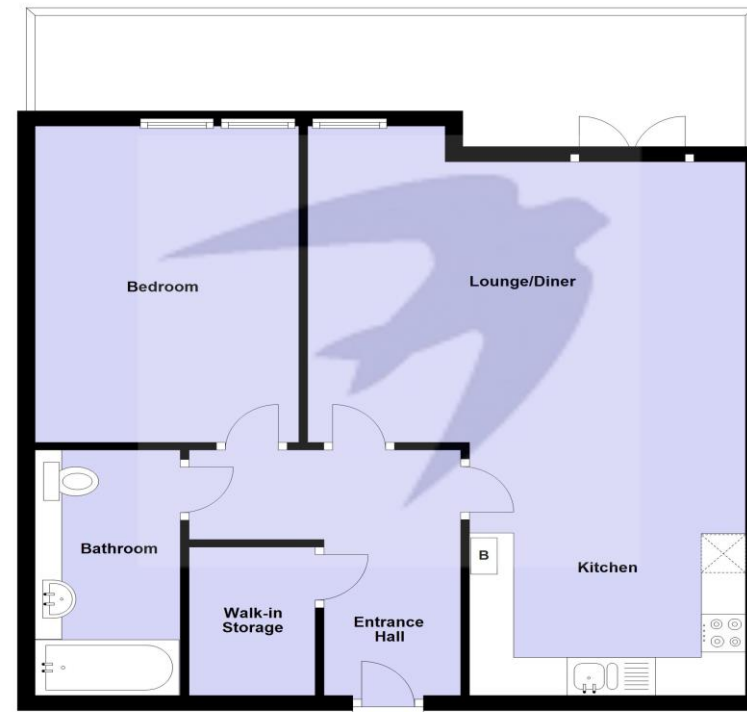 Bedroom
Lounge/Diner
Bathroom
B
Kitchen
Walk-in
Storage
Entrance
Hall